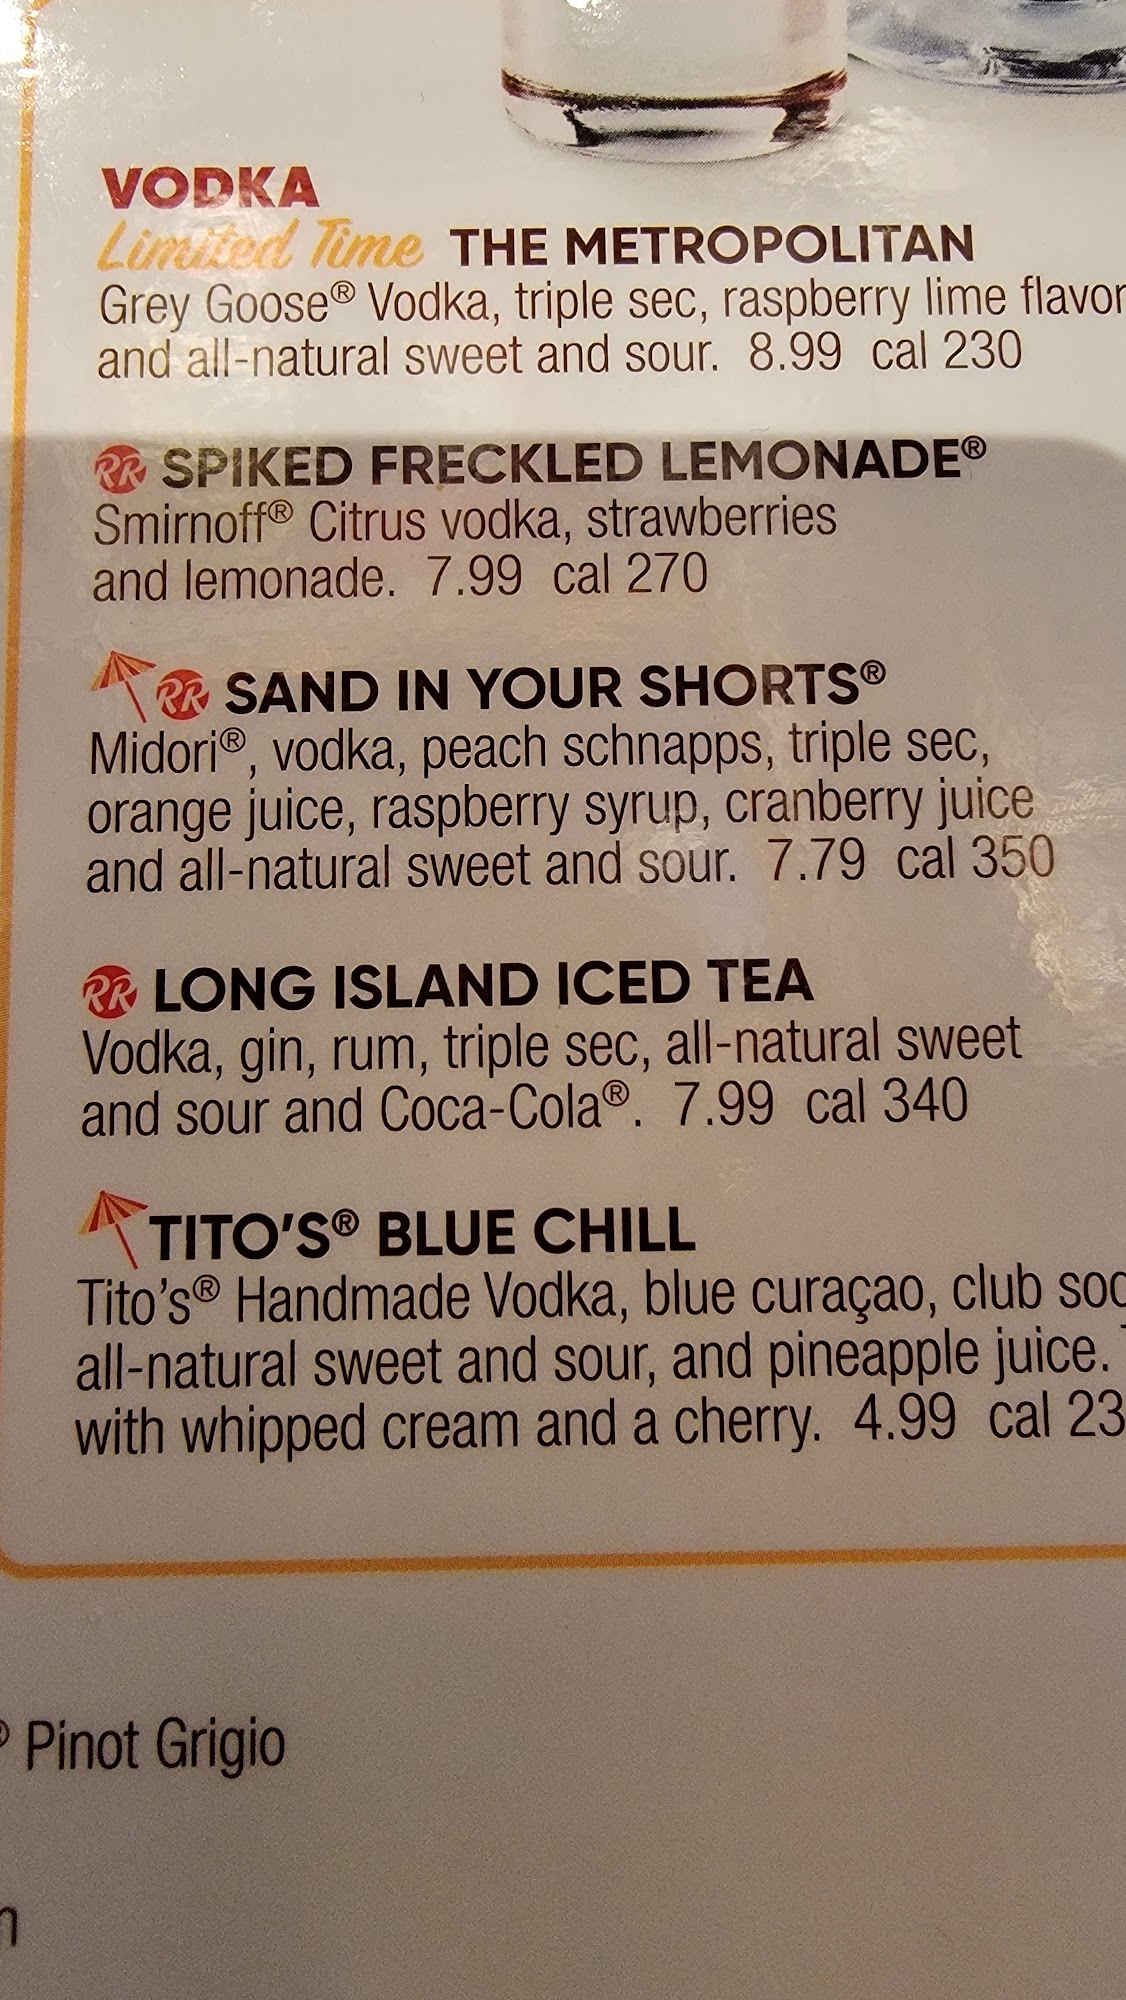 VODKA
Limited Time THE METROPOLITAN
Grey Goose® Vodka, triple sec, raspberry lime flavor
and all-natural sweet and sour. 8.99 cal 230
RR SPIKED FRECKLED LEMONADE®
Smirnoff® Citrus vodka, strawberries
and lemonade. 7.99 cal 270
RR SAND IN YOUR SHORTS®
Midori®, vodka, peach schnapps, triple sec,
orange juice, raspberry syrup, cranberry juice
and all-natural sweet and sour. 7.79 cal 350
RR LONG ISLAND ICED TEA
Vodka, gin, rum, triple sec, all-natural sweet
and sour and Coca-Cola®. 7.99 cal 340
TITO'S® BLUE CHILL
Tito's® Handmade Vodka, blue curaçao, club
all-natural sweet and sour, and pineapple juice.
with whipped cream and a cherry. 4.99 cal
® Pinot Grigio